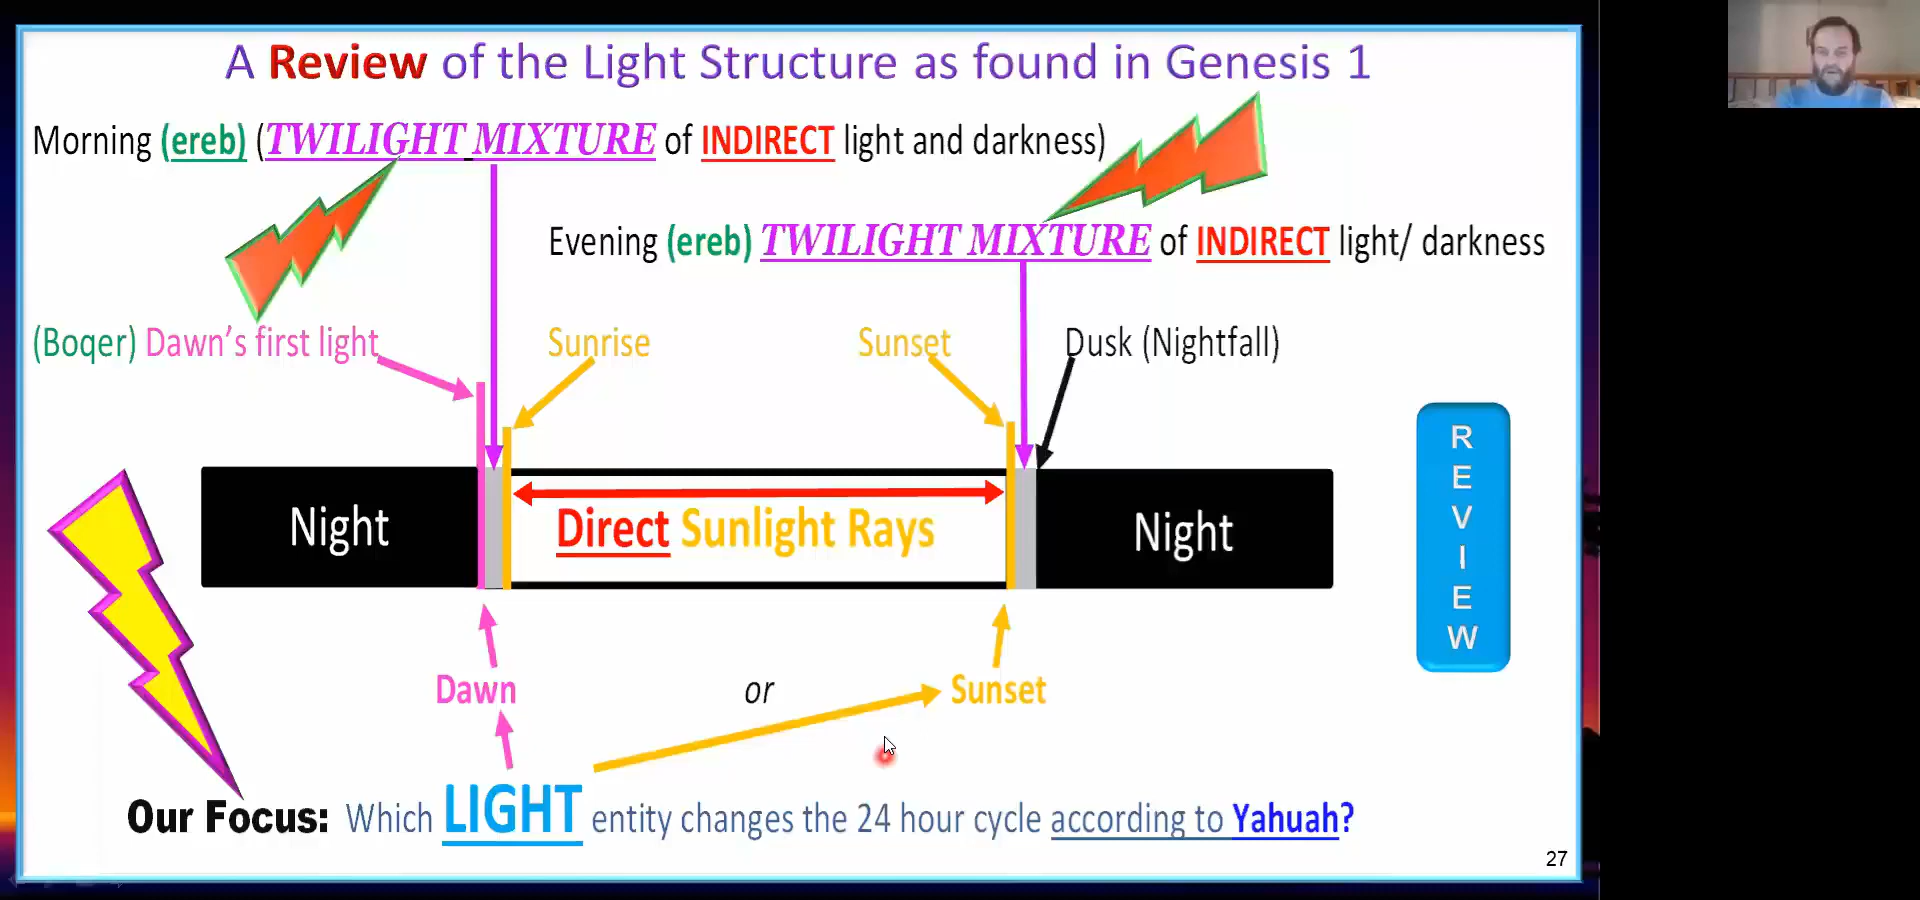 A Review of the Light Structure as found in Genesis 1
Morning (ereb) (TWILIGHT MIXTURE of INDIRECT light and darkness)
Evening (ereb) TWILIGHT MIXTURE of INDIRECT light/ darkness
(Boqer) Dawn's first light
Sunrise
Sunset
Dusk (Nightfall)
Night
Direct Sunlight Rays
Night
R
E
V
I
E
W
Dawn
or
Sunset
Our Focus: Which LIGHT entity changes the 24 hour cycle according to Yahuah?
27